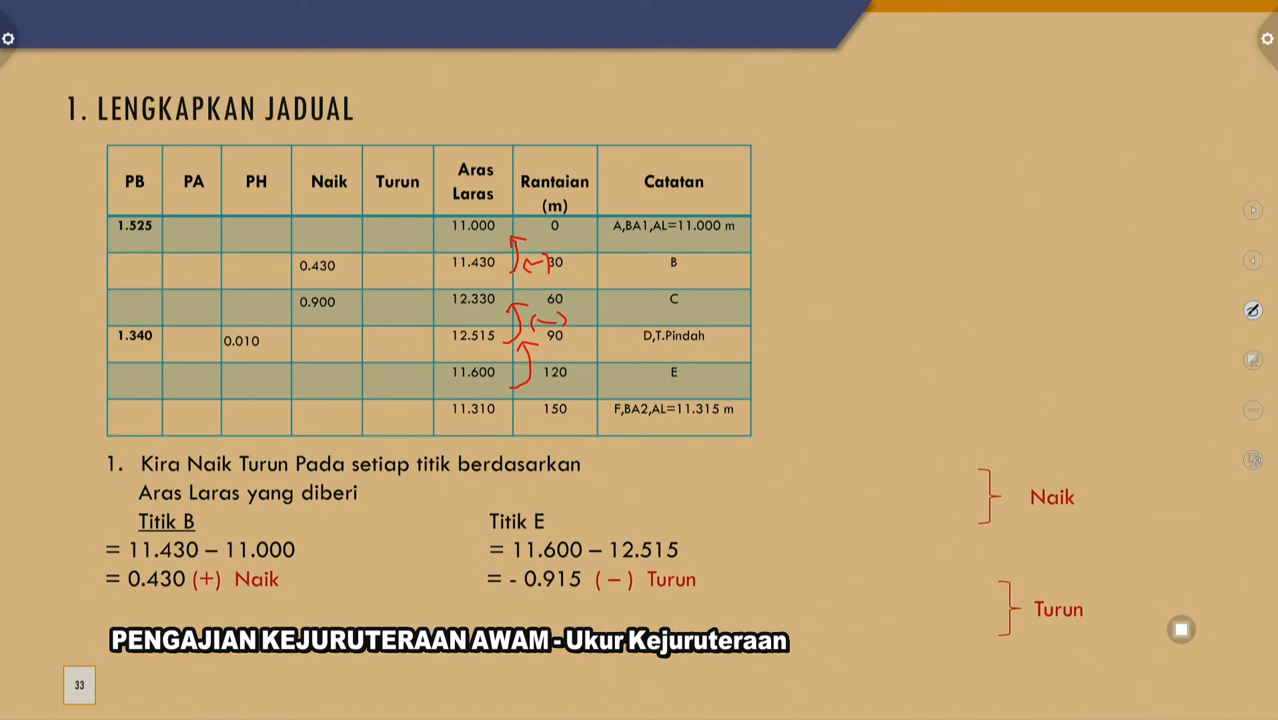 1. LENGKAPKAN JADUAL
PB PA PH Naik Turun Aras Laras Rantaian (m) Catatan
1.525 11.000 0 A,BA1,AL=11.000 m
0.430 11.430 (-) 30 B
0.900 12.330 60 C
(-)
1.340 0.010 12.515 90 D,T.Pindah
11.600 120 E
11.310 150 F,BA2,AL=11.315 m
1. Kira Naik Turun Pada setiap titik berdasarkan
Aras Laras yang diberi
Titik B
= 11.430 – 11.000
= 0.430 (+) Naik
Titik E
= 11.600 – 12.515
= - 0.915 ( – ) Turun
Naik
Turun
PENGAJIAN KEJURUTERAAN AWAM - Ukur Kejuruteraan
33